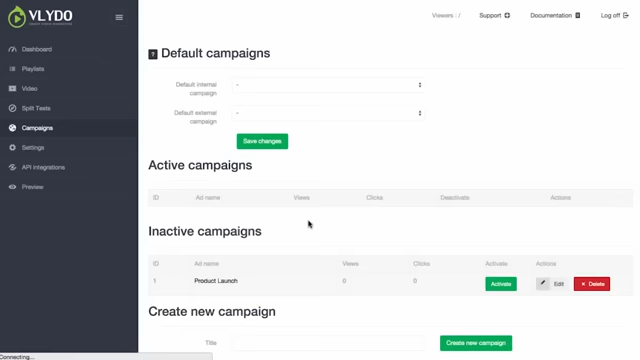 VLYDO
Viewers : /
Support
Documentation
Log off
Dashboard
Playlists
Video
Split Tests
Campaigns
Settings
API Integrations
Preview
? Default campaigns
Default internal
campaign
-
Default external
campaign
-
Save changes
Active campaigns
ID Ad name Views Clicks Deactivate Actions
Inactive campaigns
ID Ad name Views Clicks Activate Actions
1 Product Launch 0 0 Activate Edit × Delete
Create new campaign
Title
Create new campaign
Connecting...